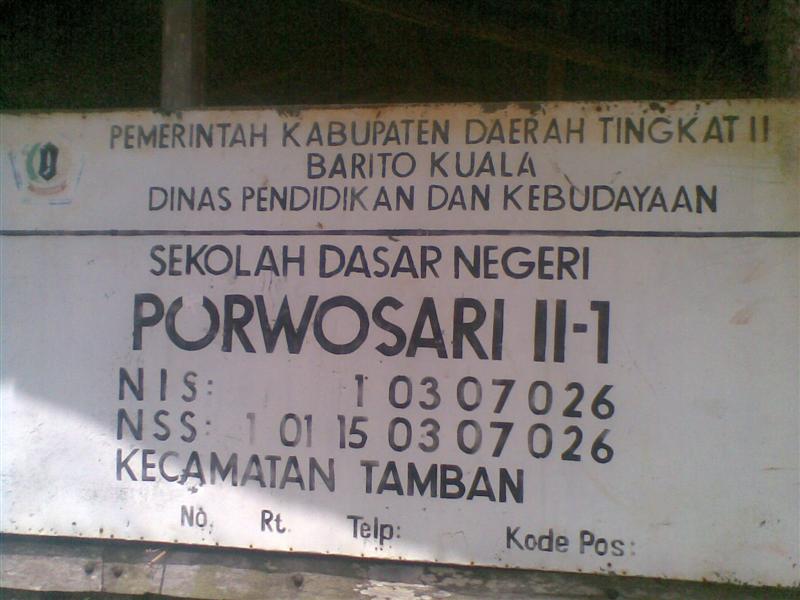 PEMERINTAH KABUPATEN DAERAH TINGKAT II
BARITO KUALA
DINAS PENDIDIKAN DAN KEBUDAYAAN
SEKOLAH DASAR NEGERI
PORWOSARI II-1
NIS: 1 03 07 026
NSS: 1 01 15 03 07 026
KECAMATAN TAMBAN
No. Rt. Telp: Kode Pos: